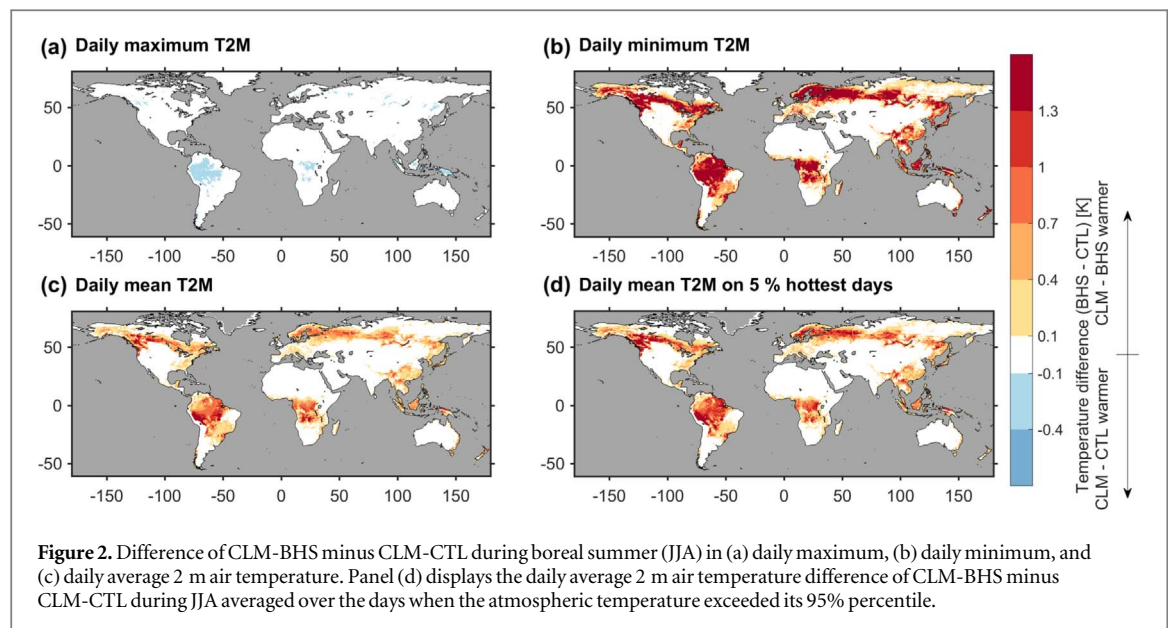 (a) Daily maximum T2M
(b) Daily minimum T2M
50
0
-50
-150 -100 -50 0 50 100 150
50
0
-50
-150 -100 -50 0 50 100 150
(c) Daily mean T2M
(d) Daily mean T2M on 5 % hottest days
50
0
-50
-150 -100 -50 0 50 100 150
50
0
-50
-150 -100 -50 0 50 100 150
1.3
1
0.7
0.4
0.1
-0.1
-0.4
Temperature difference (BHS - CTL) [K]
CLM - CTL warmer CLM - BHS warmer
Figure 2. Difference of CLM-BHS minus CLM-CTL during boreal summer (JJA) in (a) daily maximum, (b) daily minimum, and
(c) daily average 2 m air temperature. Panel (d) displays the daily average 2 m air temperature difference of CLM-BHS minus
CLM-CTL during JJA averaged over the days when the atmospheric temperature exceeded its 95% percentile.